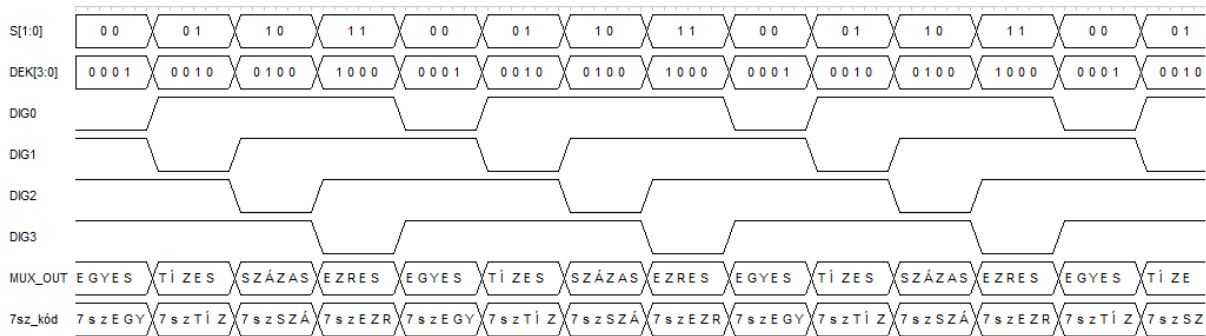 S[1:0] 00 01 10 11 00 01 10 11 00 01 10 11 00 01
DEK[3:0] 0001 0010 0100 1000 0001 0010 0100 1000 0001 0010 0100 1000 0001 0010
DIG0
DIG1
DIG2
DIG3
MUX_OUT EGYES TÍZES SZÁZAS EZRES EGYES TÍZES SZÁZAS EZRES EGYES TÍZES SZÁZAS EZRES EGYES TÍZE
7sz_kód 7szEGY 7szTÍZ 7szSZÁ 7szEZR 7szEGY 7szTÍZ 7szSZÁ 7szEZR 7szEGY 7szTÍZ 7szSZÁ 7szEZR 7szTÍZ 7szSZ